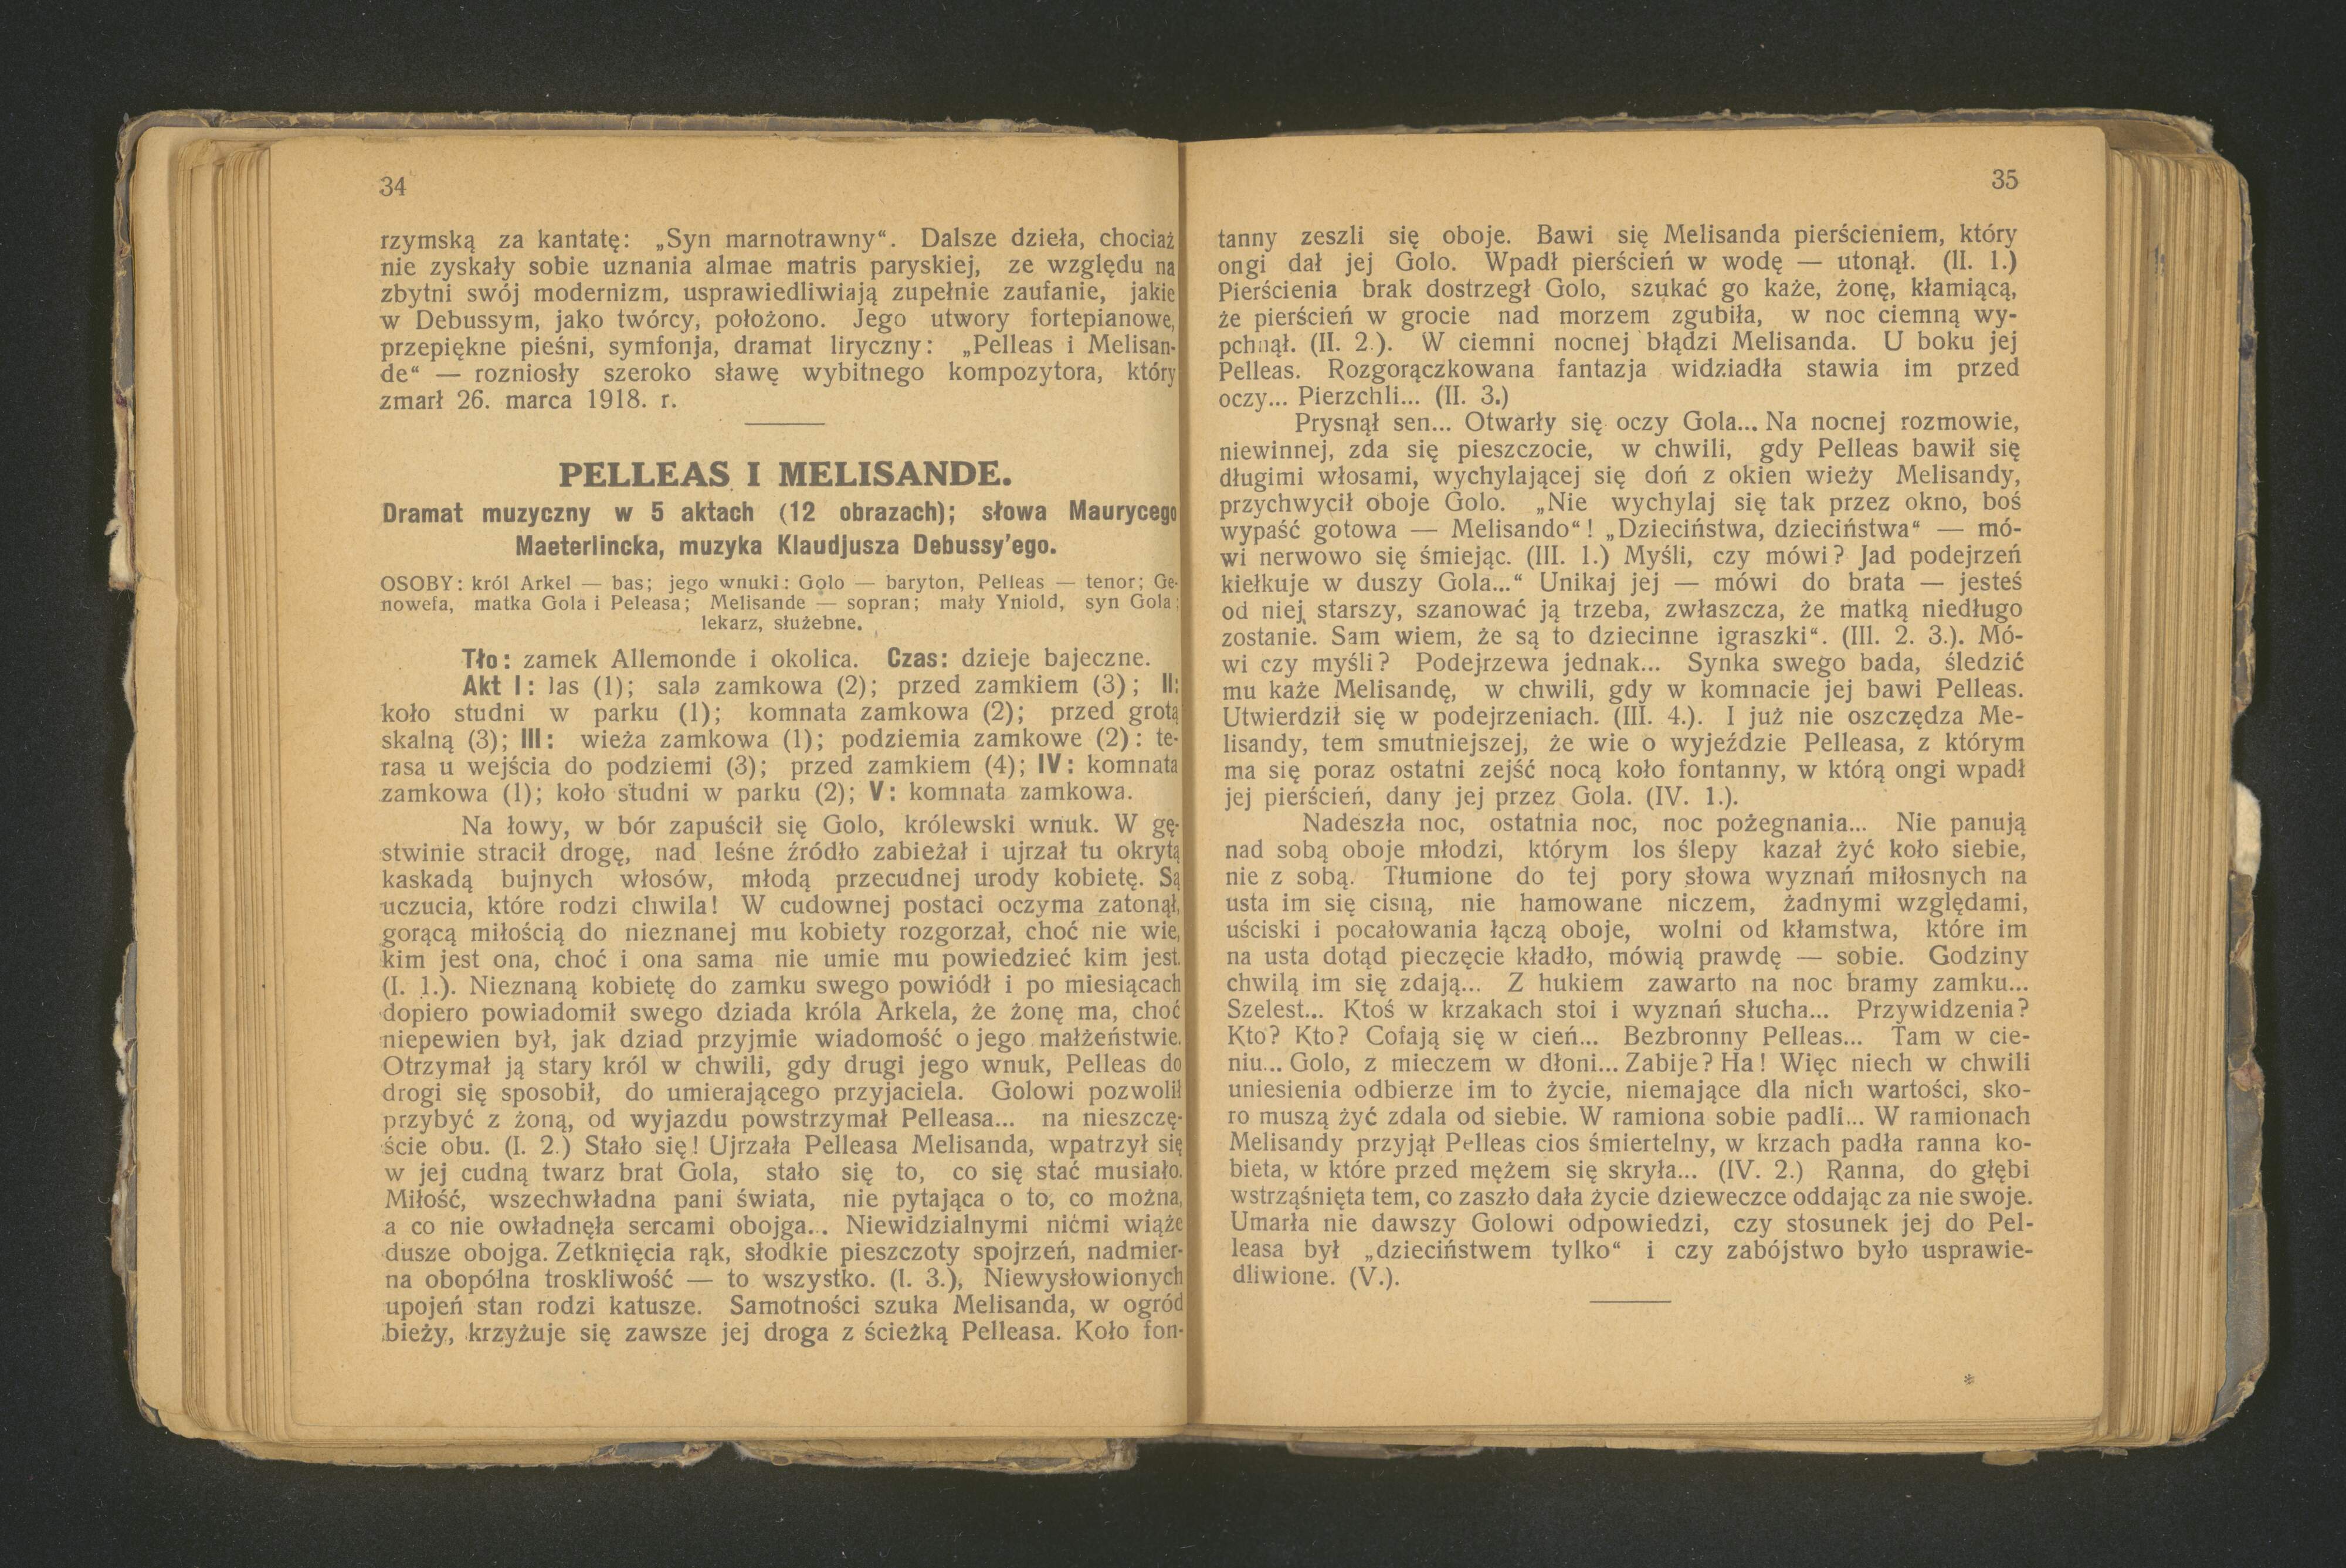 34
rzymską za kantatę: „Syn marnotrawny“. Dalsze dzieła, chociaż
nie zyskały sobie uznania almae matris paryskiej, ze względu na
zbytni swój modernizm, usprawiedliwiają zupełnie zaufanie, jakie
w Debussym, jako twórcy, położono. Jego utwory fortepianowe,
przepiękne pieśni, symfonja, dramat liryczny: „Pelleas i Melisan-
de“ — rozniosły szeroko sławę wybitnego kompozytora, który
zmarł 26. marca 1918. r.
PELLEAS I MELISANDE.
Dramat muzyczny w 5 aktach (12 obrazach); słowa Maurycego
Maeterlincka, muzyka Klaudjusza Debussy'ego.
OSOBY: król Arkel — bas; jego wnuki: Golo — baryton, Pelleas — tenor; Ge-
nowefa, matka Gola i Peleasa; Melisande — sopran; mały Yniold, syn Gola;
lekarz, służebne.
Tło: zamek Allemonde i okolica. Czas: dzieje bajeczne.
Akt I: las (1); sala zamkowa (2); przed zamkiem (3); II:
koło studni w parku (1); komnata zamkowa (2); przed grotą
skalną (3); III: wieża zamkowa (1); podziemia zamkowe (2): te-
rasa u wejścia do podziemi (3); przed zamkiem (4); IV: komnata
zamkowa (1); koło studni w parku (2); V: komnata zamkowa.
Na łowy, w bór zapuścił się Golo, królewski wnuk. W gę-
stwinie stracił drogę, nad leśne źródło zabieżał i ujrzał tu okrytą
kaskadą bujnych włosów, młodą przecudnej urody kobietę. Są
uczucia, które rodzi chwila! W cudownej postaci oczyma zatonął,
gorącą miłością do nieznanej mu kobiety rozgorzał, choć nie wie,
kim jest ona, choć i ona sama nie umie mu powiedzieć kim jest.
(I. 1.). Nieznaną kobietę do zamku swego powiódł i po miesiącach
dopiero powiadomił swego dziada króla Arkela, że żonę ma, choć
niepewien był, jak dziad przyjmie wiadomość o jego małżeństwie.
Otrzymał ją stary król w chwili, gdy drugi jego wnuk, Pelleas do
drogi się sposobił, do umierającego przyjaciela. Golowi pozwolił
przybyć z żoną, od wyjazdu powstrzymał Pelleasa... na nieszczę-
ście obu. (I. 2.) Stało się! Ujrzała Pelleasa Melisanda, wpatrzył się
w jej cudną twarz brat Gola, stało się to, co się stać musiało.
Miłość, wszechwładna pani świata, nie pytająca o to, co można,
a co nie owładnęła sercami obojga... Niewidzialnymi nićmi wiąże
dusze obojga. Zetknięcia rąk, słodkie pieszczoty spojrzeń, nadmier-
na obopólna troskliwość — to wszystko. (I. 3.), Niewysłowionych
upojeń stan rodzi katusze. Samotności szuka Melisanda, w ogród
bieży, krzyżuje się zawsze jej droga z ścieżką Pelleasa. Koło fon-
35
tanny zeszli się oboje. Bawi się Melisanda pierścieniem, który
ongi dał jej Golo. Wpadł pierścień w wodę — utonął. (II. 1.)
Pierścienia brak dostrzegł Golo, szukać go każe, żonę, kłamiącą,
że pierścień w grocie nad morzem zgubiła, w noc ciemną wy-
pchnął. (II. 2.). W ciemni nocnej błądzi Melisanda. U boku jej
Pelleas. Rozgorączkowana fantazja widziadła stawia im przed
oczy... Pierzchli... (II. 3.)
Prysnął sen... Otwarły się oczy Gola... Na nocnej rozmowie,
niewinnej, zda się pieszczocie, w chwili, gdy Pelleas bawił się
długimi włosami, wychylającej się doń z okien wieży Melisandy,
przychwycił oboje Golo. „Nie wychylaj się tak przez okno, boś
wypaść gotowa — Melisando“! „Dzieciństwa, dzieciństwa“ — mó-
wi nerwowo się śmiejąc. (III. 1.) Myśli, czy mówi? Jad podejrzeń
kiełkuje w duszy Gola...“ Unikaj jej — mówi do brata — jesteś
od niej starszy, szanować ją trzeba, zwłaszcza, że matką niedługo
zostanie. Sam wiem, że są to dziecinne igraszki“. (III. 2. 3.). Mó-
wi czy myśli? Podejrzewa jednak... Synka swego bada, śledzić
mu każe Melisandę, w chwili, gdy w komnacie jej bawi Pelleas.
Utwierdził się w podejrzeniach. (III. 4.). I już nie oszczędza Me-
lisandy, tem smutniejszej, że wie o wyjeździe Pelleasa, z którym
ma się poraz ostatni zejść nocą koło fontanny, w którą ongi wpadł
jej pierścień, dany jej przez Gola. (IV. 1.).
Nadeszła noc, ostatnia noc, noc pożegnania... Nie panują
nad sobą oboje młodzi, którym los ślepy kazał żyć koło siebie,
nie z sobą. Tłumione do tej pory słowa wyznań miłosnych na
usta im się cisną, nie hamowane niczem, żadnymi względami,
uściski i pocałowania łączą oboje, wolni od kłamstwa, które im
na usta dotąd pieczęcie kładło, mówią prawdę — sobie. Godziny
chwilą im się zdają... Z hukiem zawarto na noc bramy zamku...
Szelest... Ktoś w krzakach stoi i wyznań słucha... Przywidzenia?
Kto? Kto? Cofają się w cień... Bezbronny Pelleas... Tam w cie-
niu... Golo, z mieczem w dłoni... Zabije? Ha! Więc niech w chwili
uniesienia odbierze im to życie, niemające dla nich wartości, sko-
ro muszą żyć zdala od siebie. W ramiona sobie padli... W ramionach
Melisandy przyjął Pelleas cios śmiertelny, w krzach padła ranna ko-
bieta, w które przed mężem się skryła... (IV. 2.) Ranna, do głębi
wstrząśnięta tem, co zaszło dała życie dzieweczce oddając za nie swoje.
Umarła nie dawszy Golowi odpowiedzi, czy stosunek jej do Pel-
leasa był „dzieciństwem tylko“ i czy zabójstwo było usprawie-
dliwione. (V.).
*